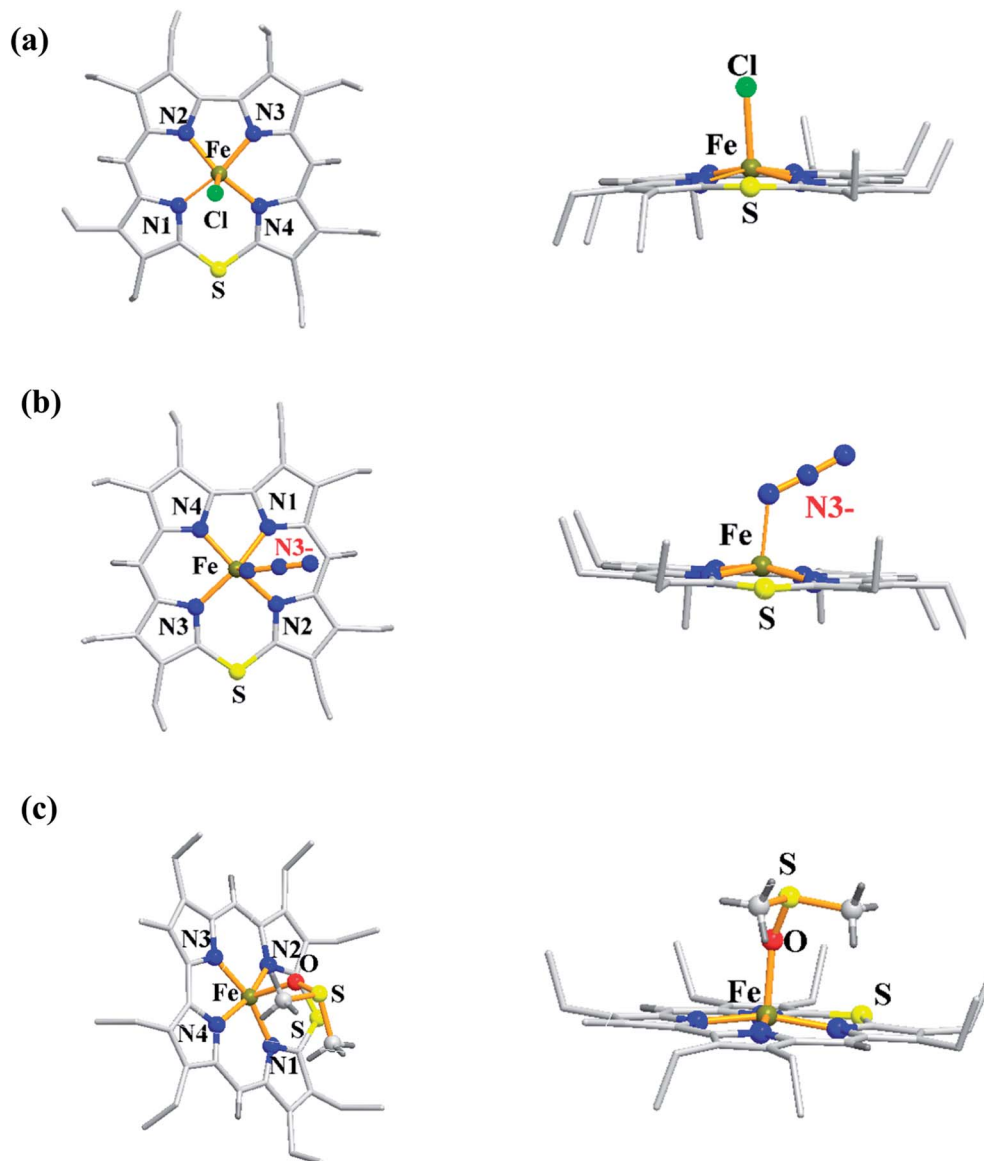 (a)
N2 N3
Fe
Cl
N1 N4
S
Cl
Fe
S
(b)
N4 N1
Fe N3-
N3 N2
S
N3-
Fe
S
(c)
N3 N2
O
Fe S
S
N4 N1
S
O
Fe S